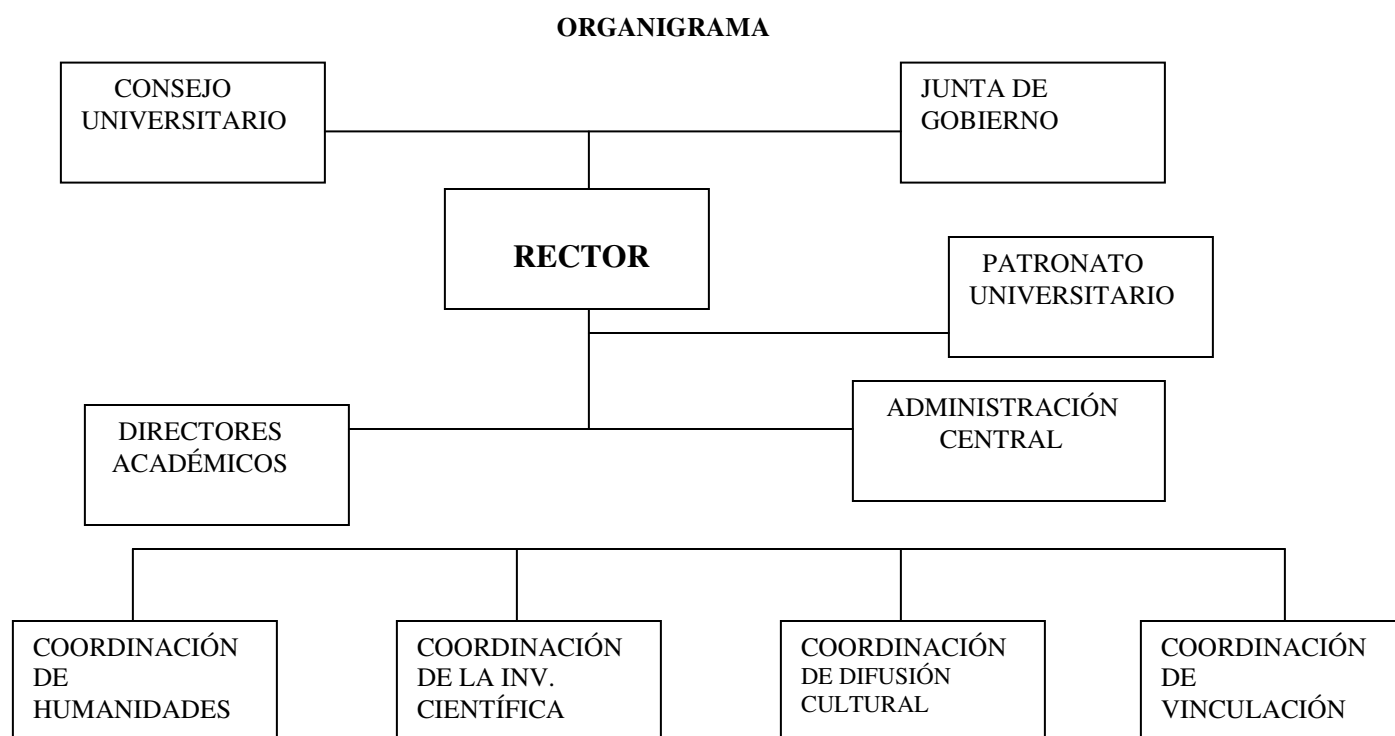 ORGANIGRAMA
CONSEJO
UNIVERSITARIO
JUNTA DE
GOBIERNO
RECTOR
PATRONATO
UNIVERSITARIO
DIRECTORES
ACADÉMICOS
ADMINISTRACIÓN
CENTRAL
COORDINACIÓN
DE
HUMANIDADES
COORDINACIÓN
DE LA INV.
CIENTÍFICA
COORDINACIÓN
DE DIFUSIÓN
CULTURAL
COORDINACIÓN
DE
VINCULACIÓN